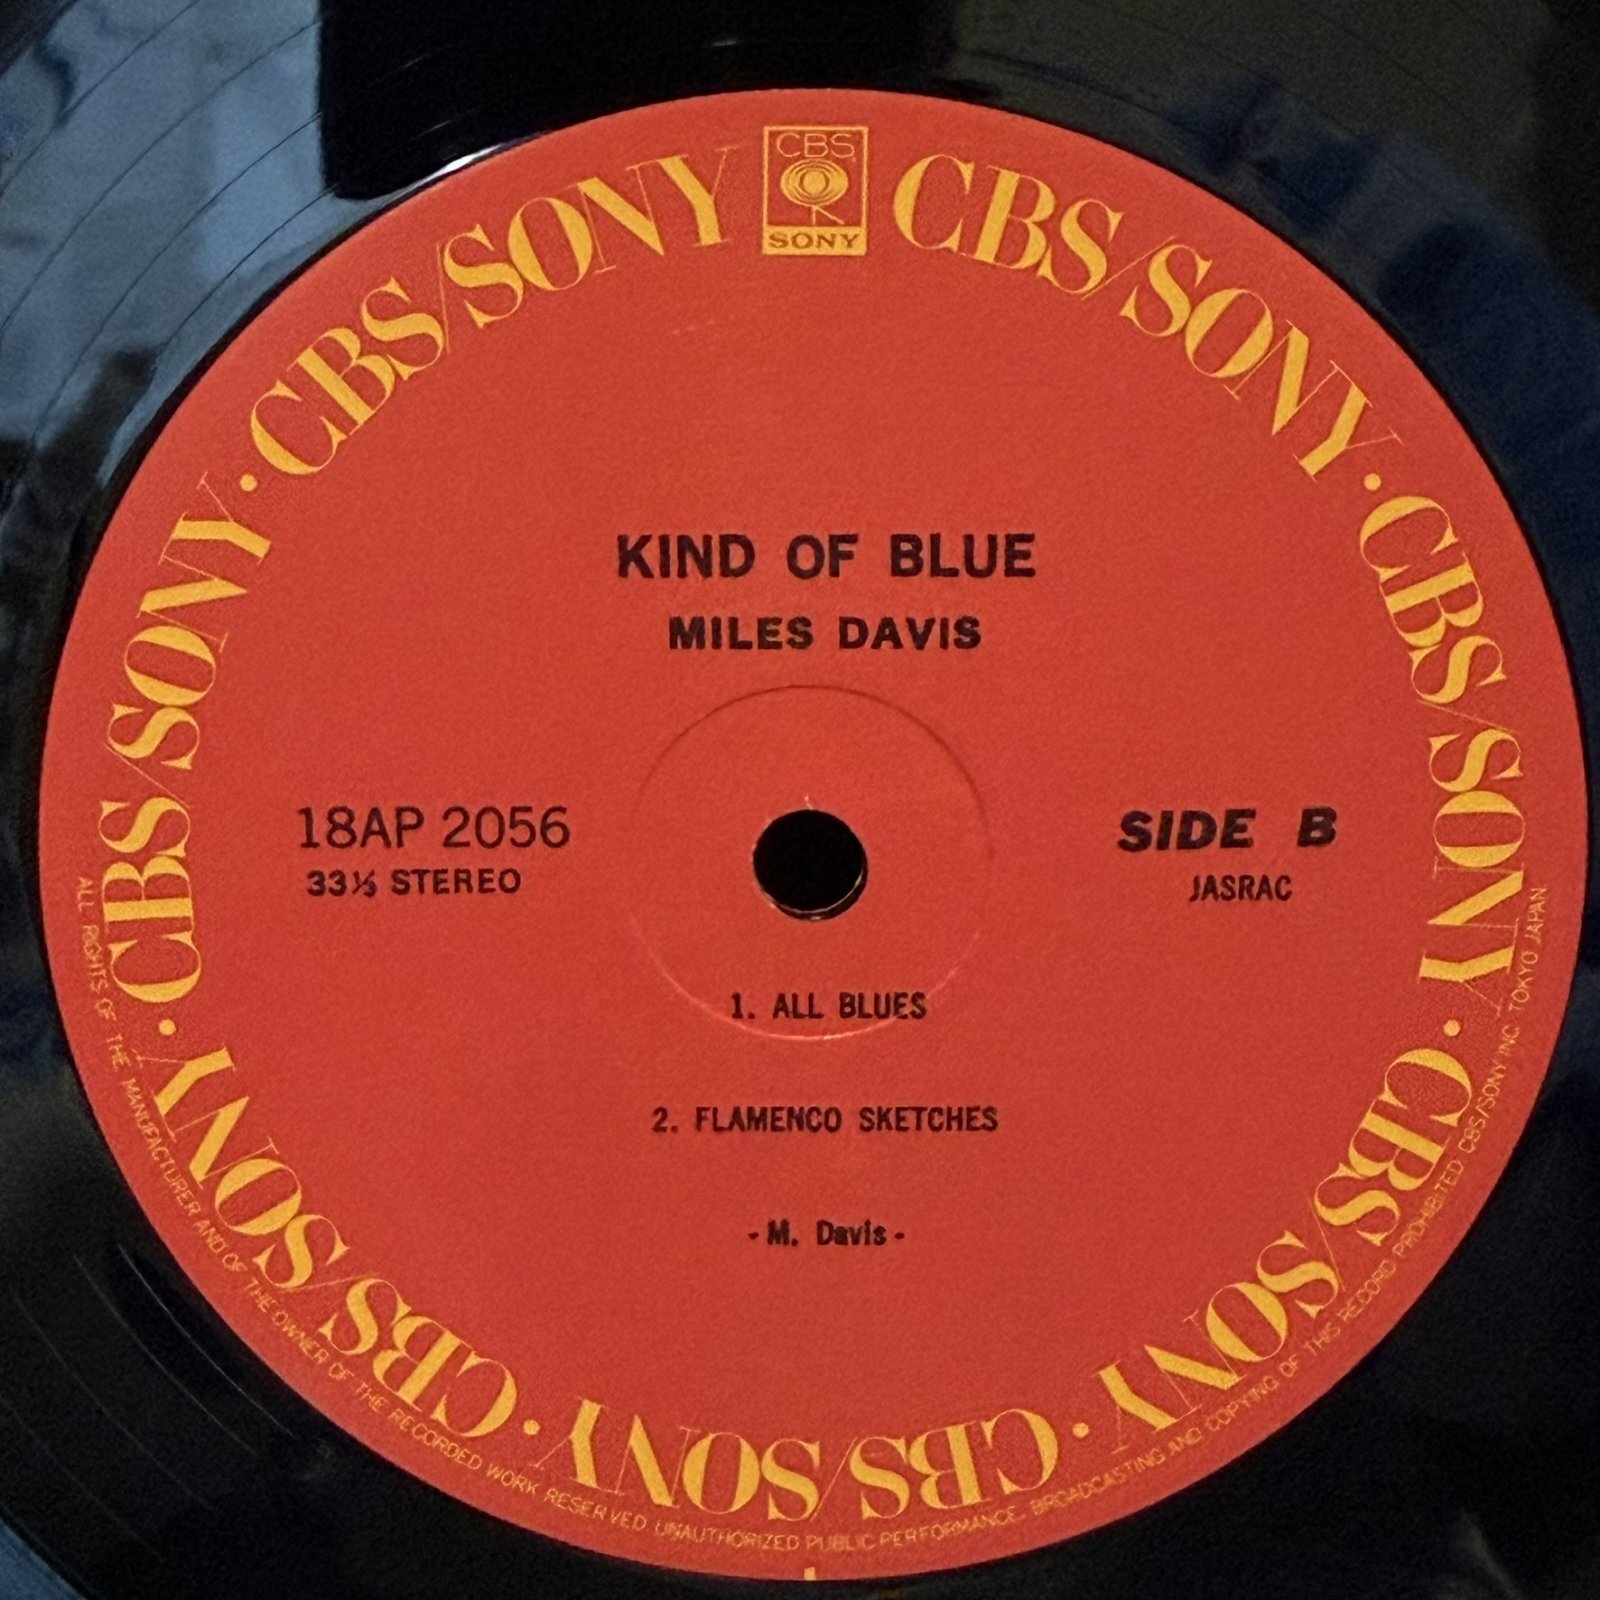 CBS
SONY
CBS/SONY · CBS/SONY · CBS/SONY · CBS/SONY · CBS/SONY · CBS/SONY · CBS/SONY
KIND OF BLUE
MILES DAVIS
18AP 2056
33⅓ STEREO
SIDE B
JASRAC
1. ALL BLUES
2. FLAMENCO SKETCHES
- M. Davis -
ALL RIGHTS OF THE MANUFACTURER AND OF THE OWNER OF THE RECORDED WORK RESERVED UNAUTHORIZED PUBLIC PERFORMANCE, BROADCASTING AND COPYING OF THIS RECORD PROHIBITED CBS/SONY INC. TOKYO JAPAN